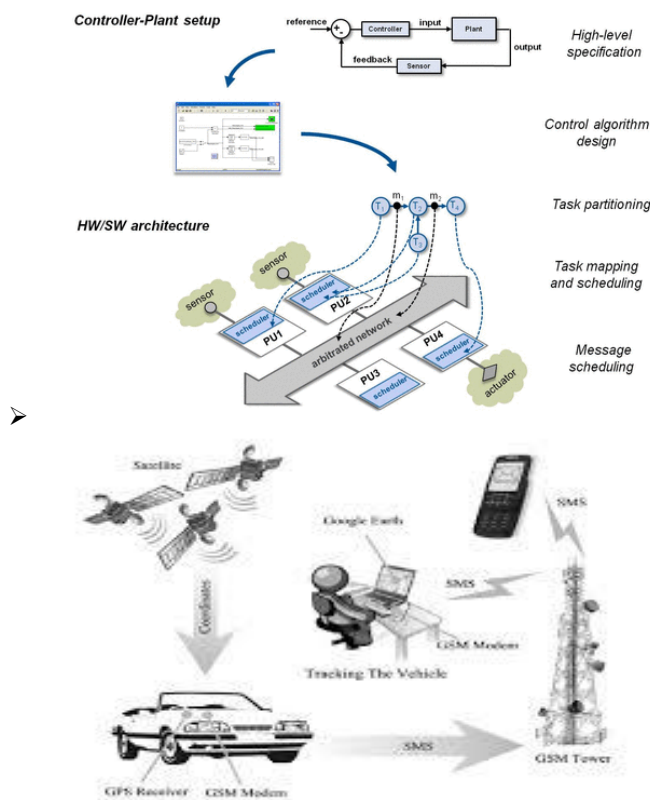 Controller-Plant setup
reference
+
-
Controller
input
Plant
output
feedback
Sensor
High-level
specification
Control algorithm
design
T1
m1
T2
m2
T4
Task partitioning
HW/SW architecture
sensor
sensor
scheduler
PU1
scheduler
PU2
Task mapping
and scheduling
arbitrated network
PU4
scheduler
PU3
scheduler
actuator
Message
scheduling
Satellite
Google Earth
SMS
SMS
Coordinates
GSM Modem
Tracking The Vehicle
SMS
GSM Tower
GPS Receiver
GSM Modem